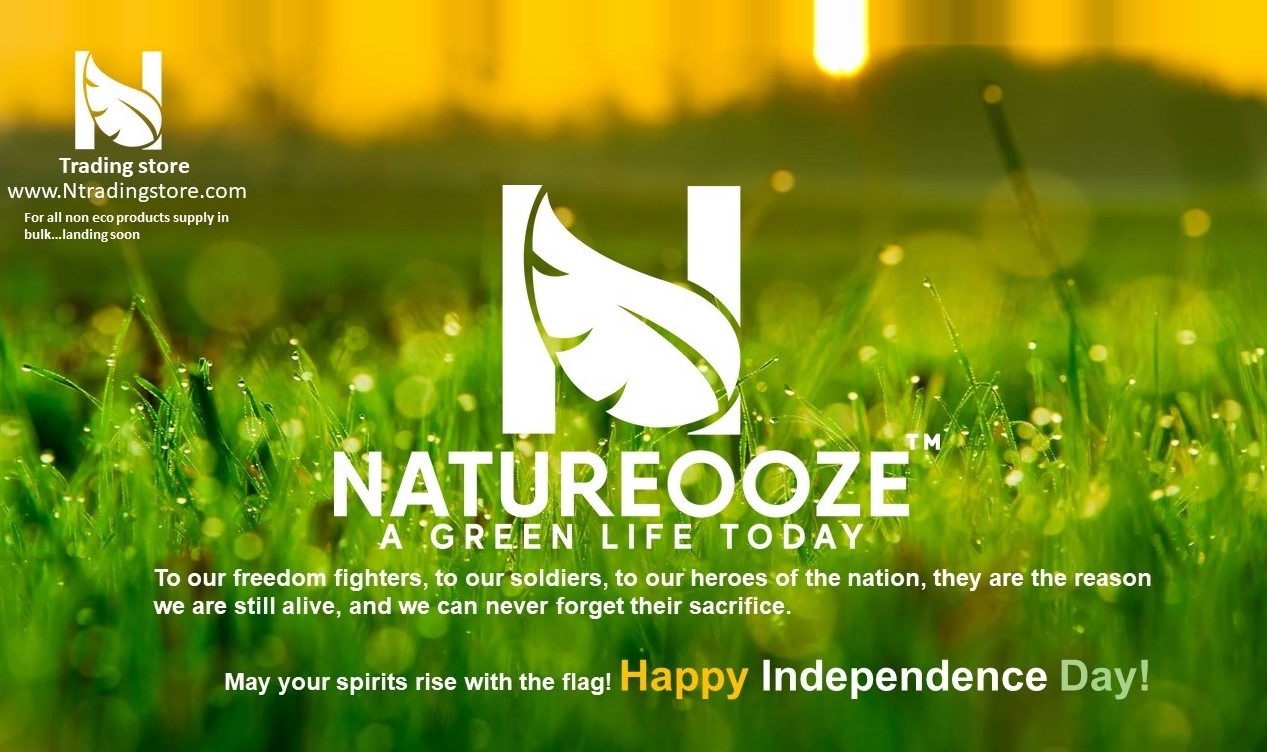 Trading store
www.Ntradingstore.com
For all non eco products supply in
bulk...landing soon
NATUREOOZE™
A GREEN LIFE TODAY
To our freedom fighters, to our soldiers, to our heroes of the nation, they are the reason
we are still alive, and we can never forget their sacrifice.
May your spirits rise with the flag! Happy Independence Day!